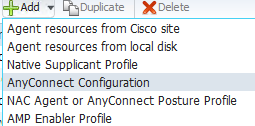 Add Duplicate Delete
Agent resources from Cisco site
Agent resources from local disk
Native Supplicant Profile
AnyConnect Configuration
NAC Agent or AnyConnect Posture Profile
AMP Enabler Profile